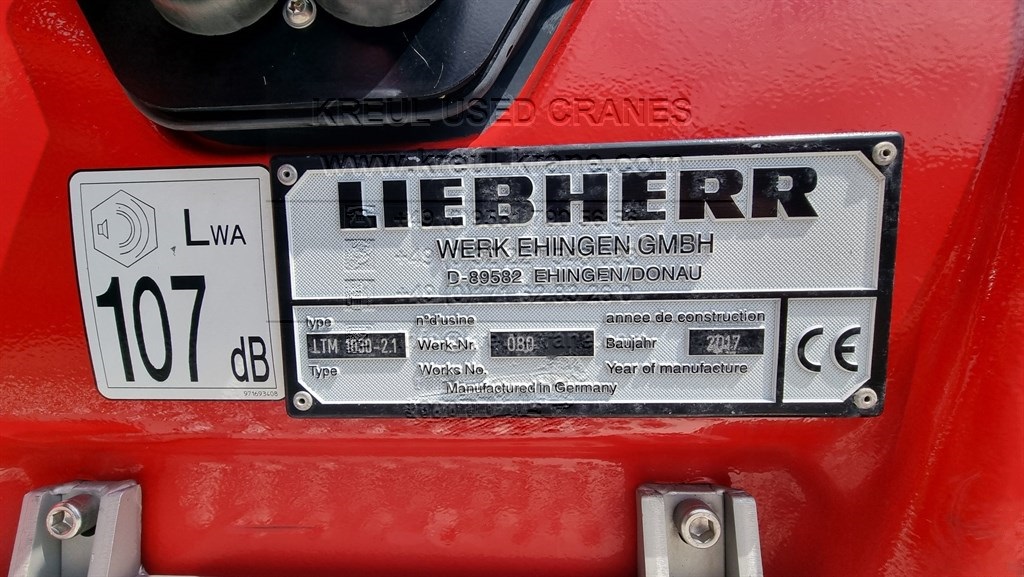 KREUL USED CRANES
LWA
107
dB
971693408
LIEBHERR
WERK EHINGEN GMBH
D-89582 EHINGEN/DONAU
type n°d'usine annee de construction
LTM 1030-2.1 Werk-Nr. 080 Baujahr 2017
Type Works No. Year of manufacture
Manufactured in Germany
CE